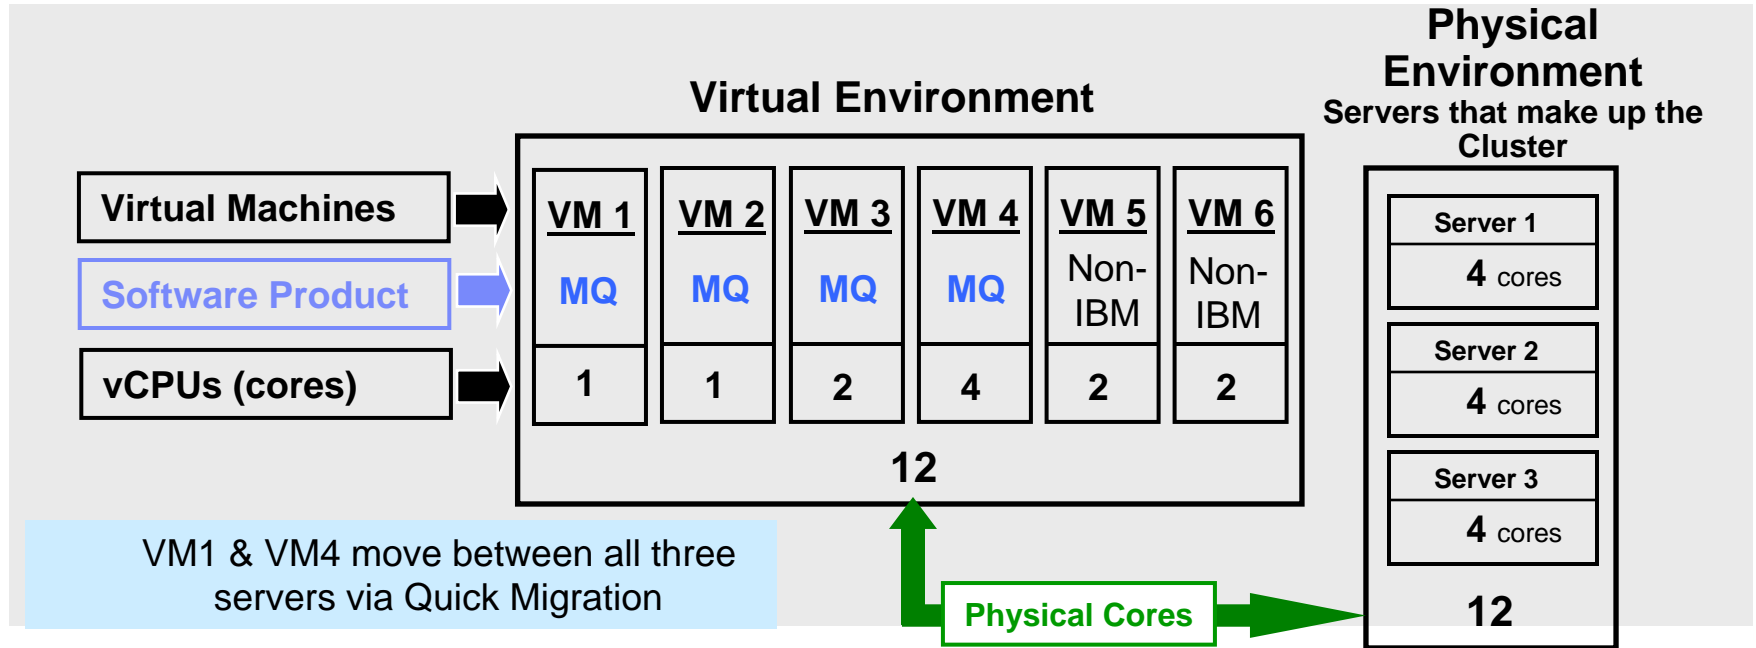 Physical
Environment
Servers that make up the
Cluster
Virtual Environment
Virtual Machines
VM 1
VM 2
VM 3
VM 4
VM 5
VM 6
Software Product
MQ
MQ
MQ
MQ
Non-
IBM
Non-
IBM
vCPUs (cores)
1
1
2
4
2
2
12
Server 1
4 cores
Server 2
4 cores
Server 3
4 cores
12
VM1 & VM4 move between all three
servers via Quick Migration
Physical Cores